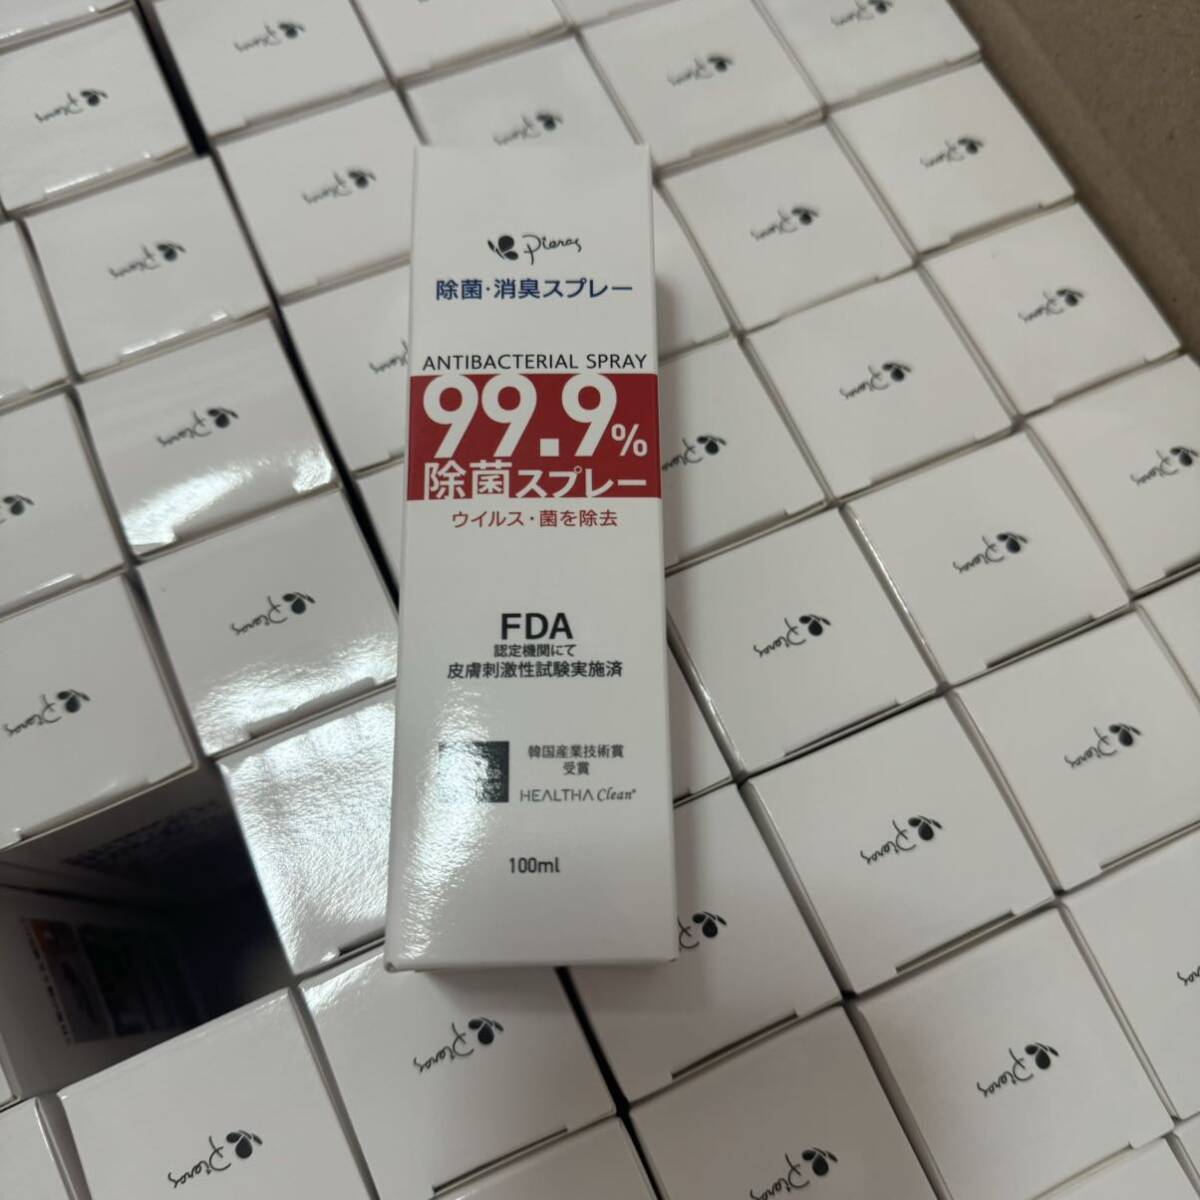 Pieras
除菌・消臭スプレー
ANTIBACTERIAL SPRAY
99.9%
除菌スプレー
ウイルス・菌を除去
FDA
認定機関にて
皮膚刺激性試験実施済
韓国産業技術賞
受賞
HEALTHA Clean®
100ml